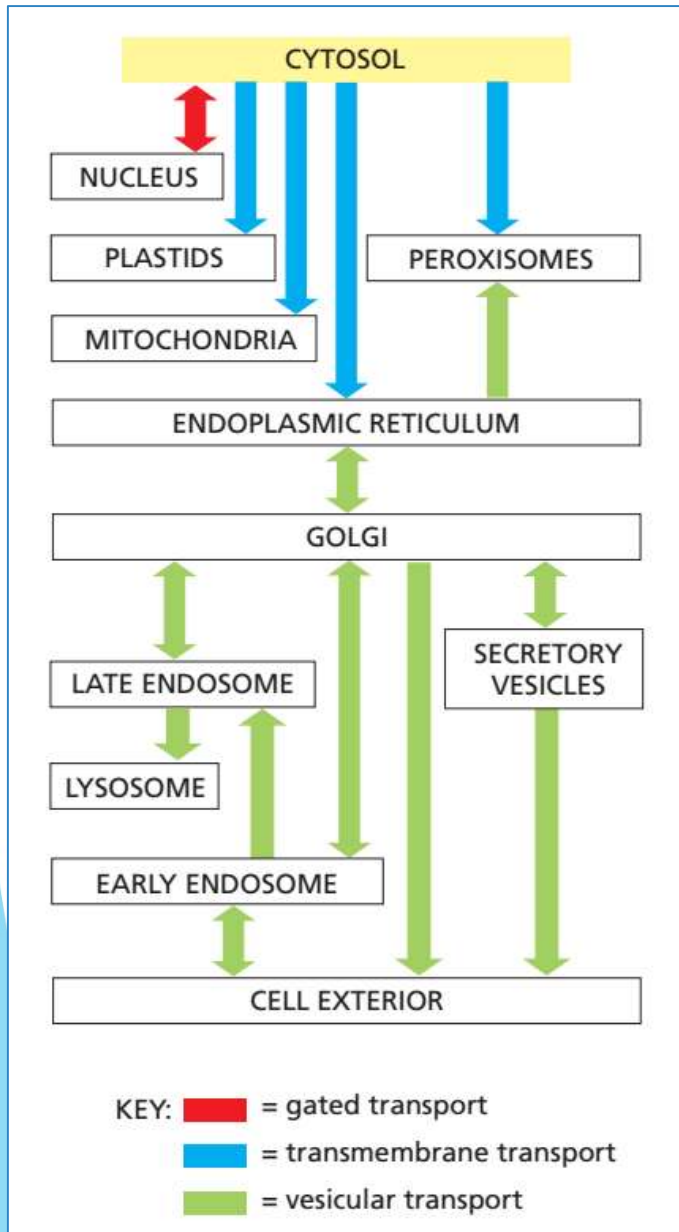 CYTOSOL
NUCLEUS
PLASTIDS
PEROXISOMES
MITOCHONDRIA
ENDOPLASMIC RETICULUM
GOLGI
SECRETORY
VESICLES
LATE ENDOSOME
LYSOSOME
EARLY ENDOSOME
CELL EXTERIOR
KEY:
= gated transport
= transmembrane transport
= vesicular transport